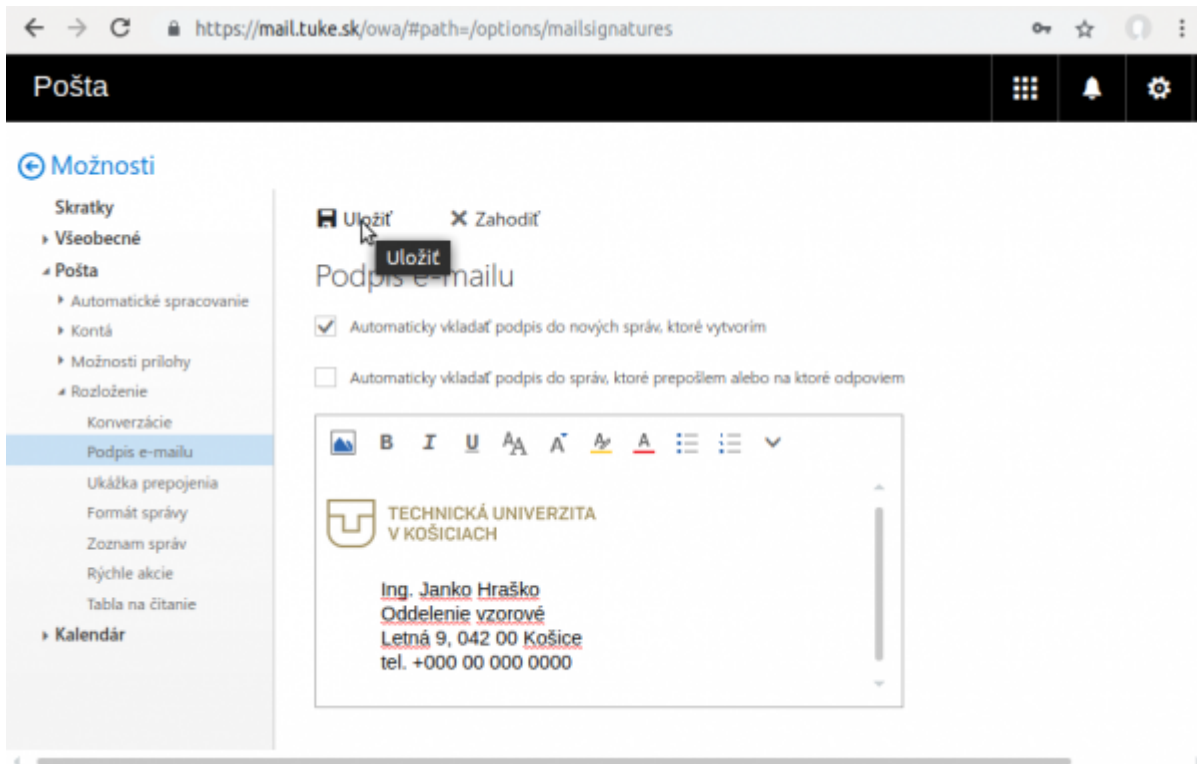 https://mail.tuke.sk/owa/#path=/options/mailsignatures
Pošta
Možnosti
Skratky
Všeobecné
Pošta
Automatické spracovanie
Kontá
Možnosti prílohy
Rozloženie
Konverzácie
Podpis e-mailu
Ukážka prepojenia
Formát správy
Zoznam správ
Rýchle akcie
Tabla na čítanie
Kalendár
Uložiť Zahodiť
Uložiť
Podpis e-mailu
Automaticky vkladať podpis do nových správ, ktoré vytvorím
Automaticky vkladať podpis do správ, ktoré prepošlem alebo na ktoré odpoviem
B I U AA A A A
TECHNICKÁ UNIVERZITA
V KOŠICIACH
Ing. Janko Hraško
Oddelenie vzorové
Letná 9, 042 00 Košice
tel. +000 00 000 0000